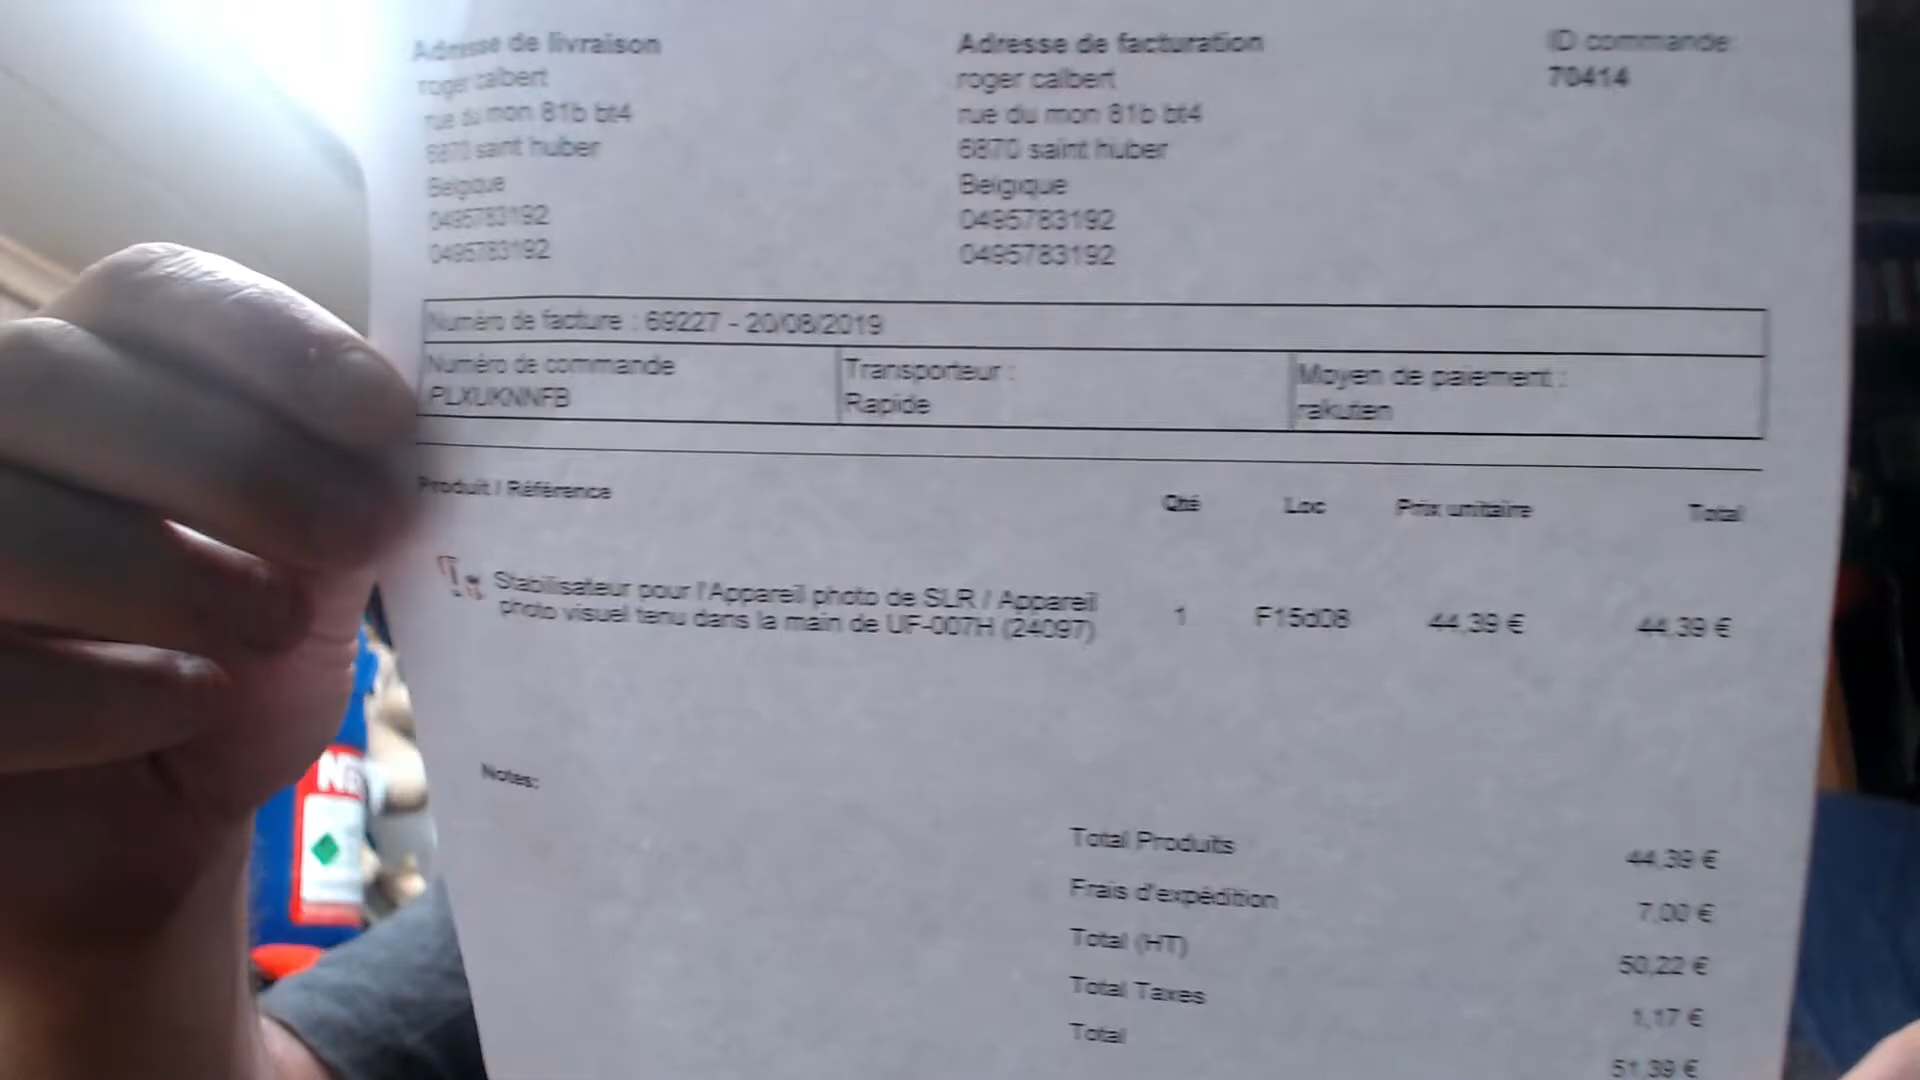 Adresse de livraison
roger calbert
rue du mon 81b bt4
6870 saint huber
Belgique
0495783192
0495783192
Adresse de facturation
roger calbert
rue du mon 81b bt4
6870 saint huber
Belgique
0495783192
0495783192
ID commande
70414
Numéro de facture : 69227 - 20/08/2019
Numéro de commande
PLXUKNNFB
Transporteur :
Rapide
Moyen de paiement :
rakuten
Produit / Référence Qté Loc Prix unitaire Total
Stabilisateur pour l'Appareil photo de SLR / Appareil
photo visuel tenu dans la main de UF-007H (24097)
1 F15d08 44,39 € 44,39 €
Notes:
Total Produits 44,39 €
Frais d'expédition 7,00 €
Total (HT) 50,22 €
Total Taxes 1,17 €
Total 51,39 €